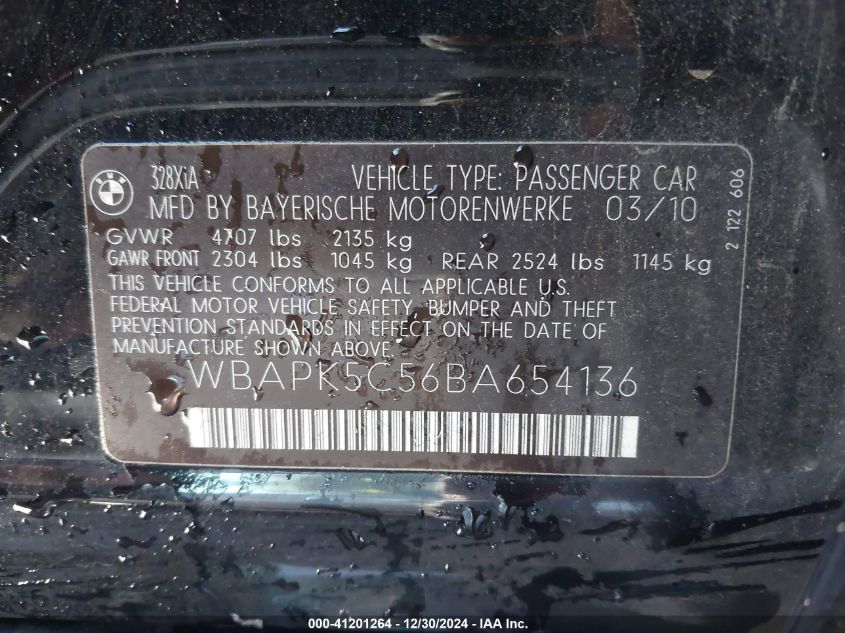 BMW
328XiA VEHICLE TYPE: PASSENGER CAR
MFD BY BAYERISCHE MOTORENWERKE 03/10
GVWR 4707 lbs 2135 kg
GAWR FRONT 2304 lbs 1045 kg REAR 2524 lbs 1145 kg
THIS VEHICLE CONFORMS TO ALL APPLICABLE U.S.
FEDERAL MOTOR VEHICLE SAFETY, BUMPER AND THEFT
PREVENTION STANDARDS IN EFFECT ON THE DATE OF
MANUFACTURE SHOWN ABOVE.
WBAPK5C56BA654136
2 122 606
000-41201264 - 12/30/2024 - IAA Inc.